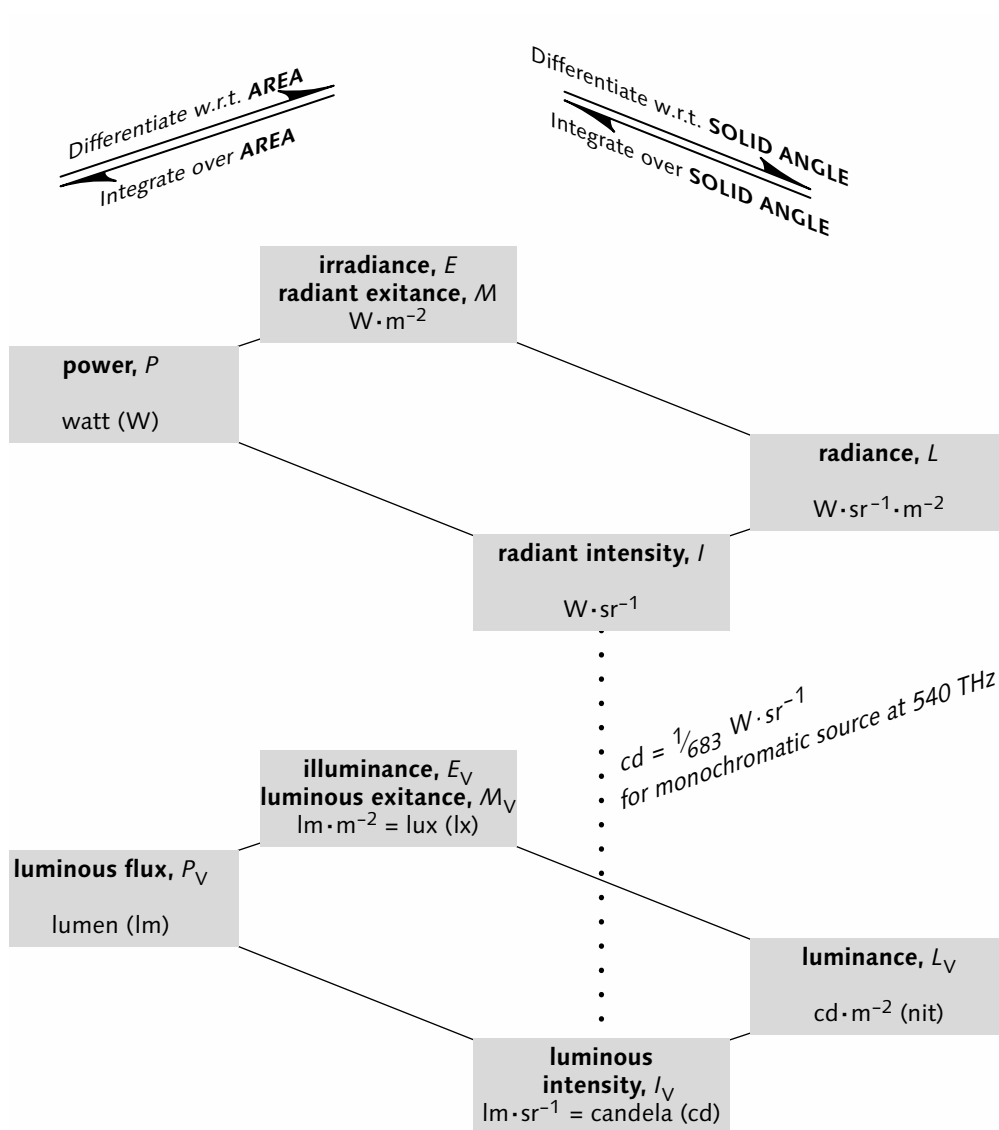 Differentiate w.r.t. AREA
Integrate over AREA
Differentiate w.r.t. SOLID ANGLE
Integrate over SOLID ANGLE
irradiance, E
radiant exitance, M
W·m⁻²
power, P
watt (W)
radiance, L
W·sr⁻¹·m⁻²
radiant intensity, I
W·sr⁻¹
cd = 1/683 W·sr⁻¹
for monochromatic source at 540 THz
illuminance, EV
luminous exitance, MV
lm·m⁻² = lux (lx)
luminous flux, PV
lumen (lm)
luminance, LV
cd·m⁻² (nit)
luminous
intensity, IV
lm·sr⁻¹ = candela (cd)